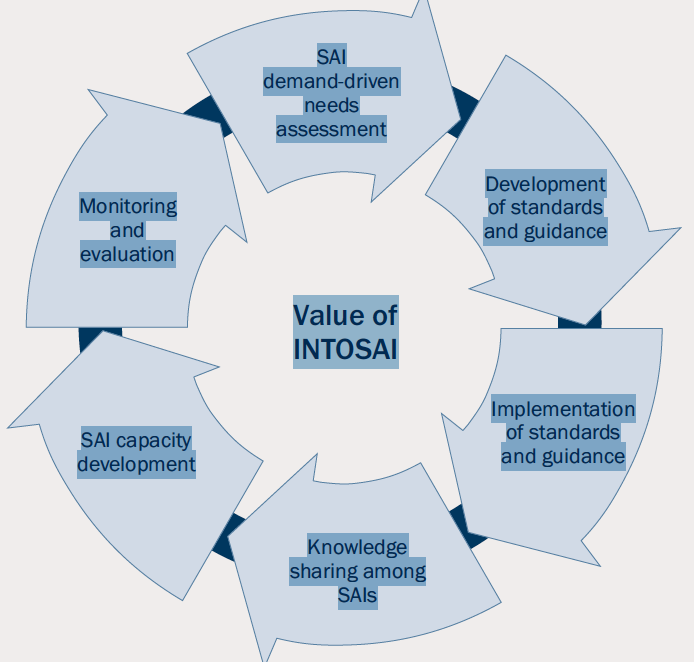 SAI
demand-driven
needs
assessment
Development
of standards
and guidance
Implementation
of standards
and guidance
Knowledge
sharing among
SAIs
SAI capacity
development
Monitoring
and
evaluation
Value of
INTOSAI